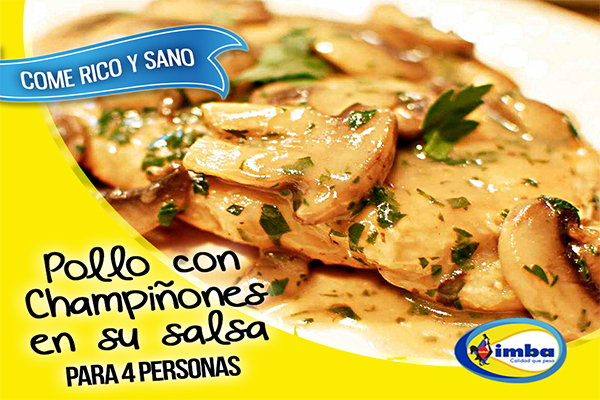 COME RICO Y SANO
Pollo con
Champiñones
en su salsa
PARA 4 PERSONAS
imba
Calidad que pesa